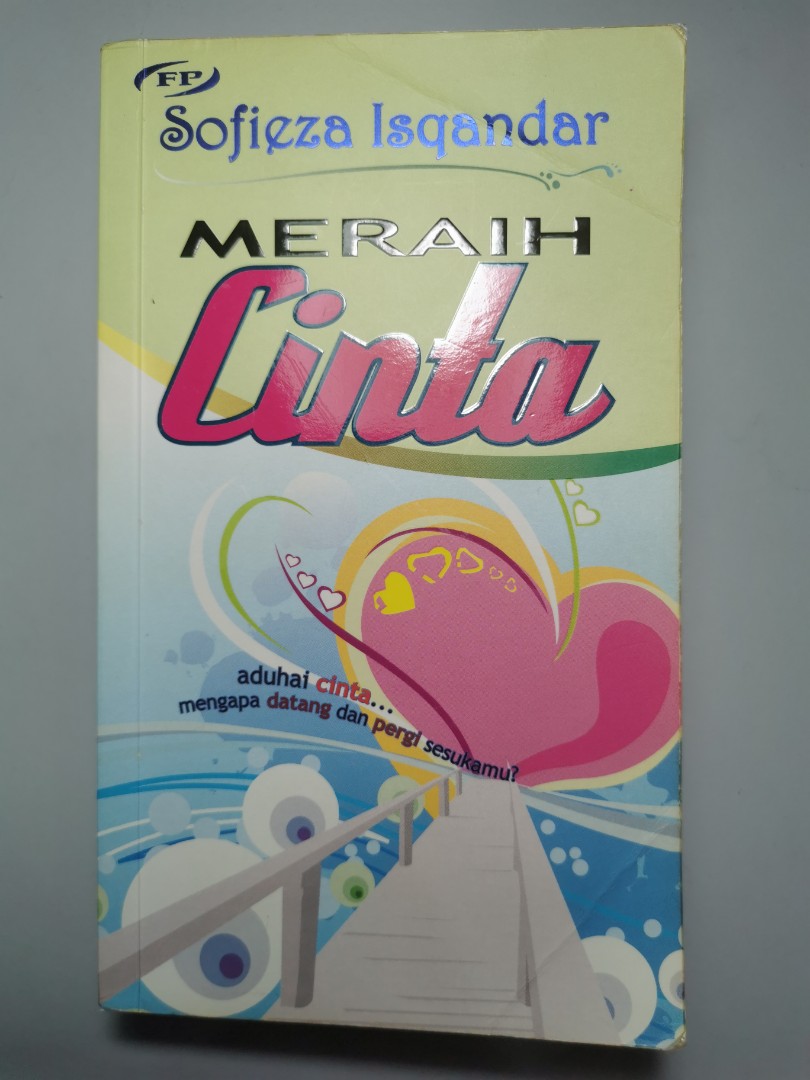 FP
Sofieza Isqandar
MERAIH
Cinta
aduhai cinta...
mengapa datang dan pergi sesukamu?